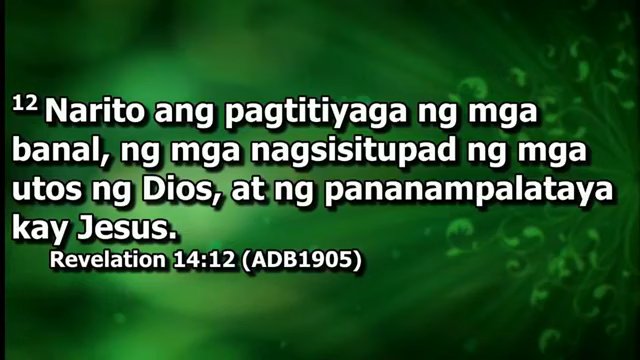 12 Narito ang pagtitiyaga ng mga
banal, ng mga nagsisitupad ng mga
utos ng Dios, at ng pananampalataya
kay Jesus.
Revelation 14:12 (ADB1905)